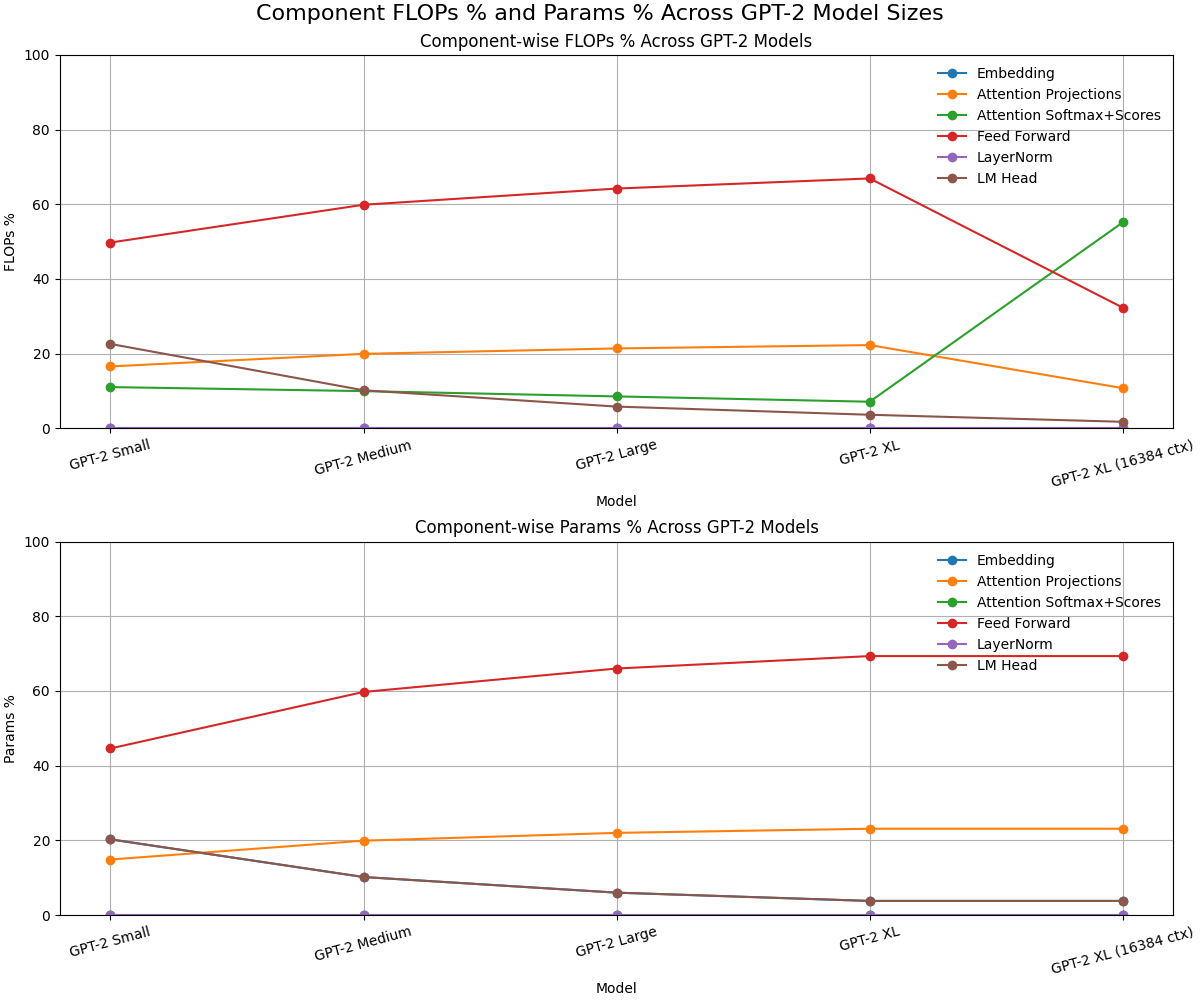 Component FLOPs % and Params % Across GPT-2 Model Sizes
Component-wise FLOPs % Across GPT-2 Models
100
80
60
40
20
0
FLOPs %
Embedding
Attention Projections
Attention Softmax+Scores
Feed Forward
LayerNorm
LM Head
GPT-2 Small
GPT-2 Medium
GPT-2 Large
GPT-2 XL
GPT-2 XL (16384 ctx)
Model
Component-wise Params % Across GPT-2 Models
100
80
60
40
20
0
Params %
Embedding
Attention Projections
Attention Softmax+Scores
Feed Forward
LayerNorm
LM Head
GPT-2 Small
GPT-2 Medium
GPT-2 Large
GPT-2 XL
GPT-2 XL (16384 ctx)
Model